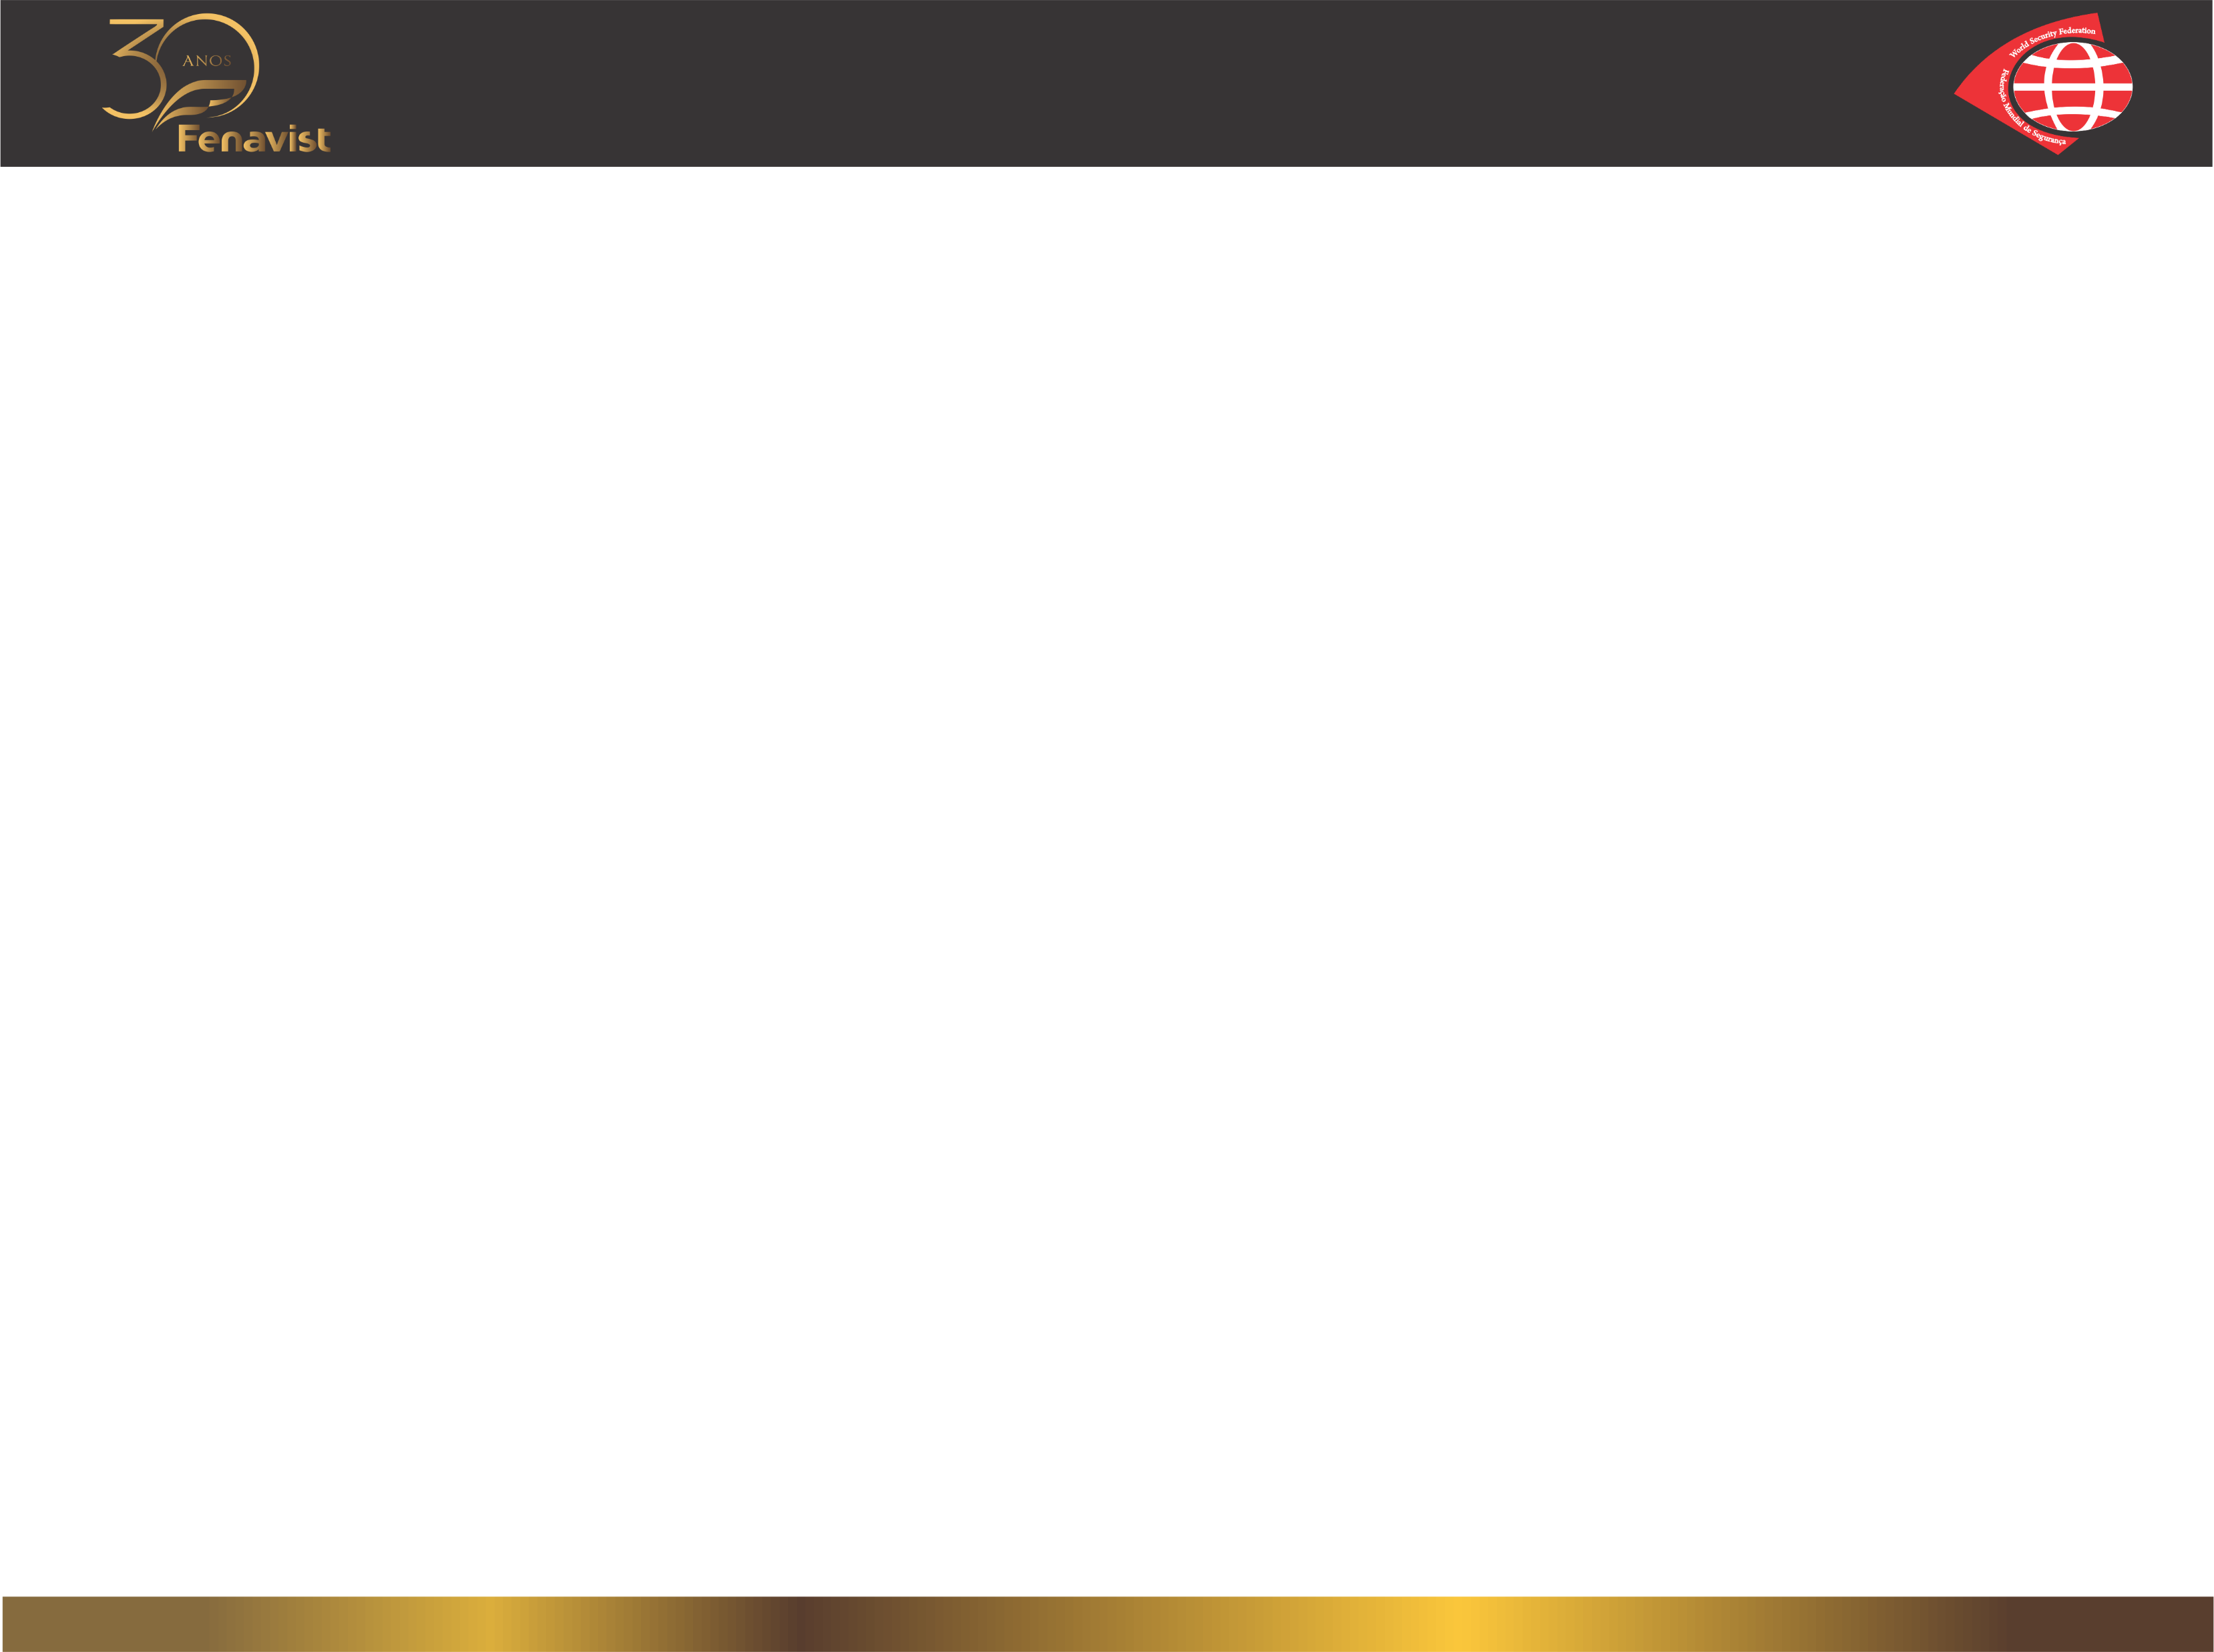 30
ANOS
Fenavist
World Security Federation
Federação Mundial de Segurança